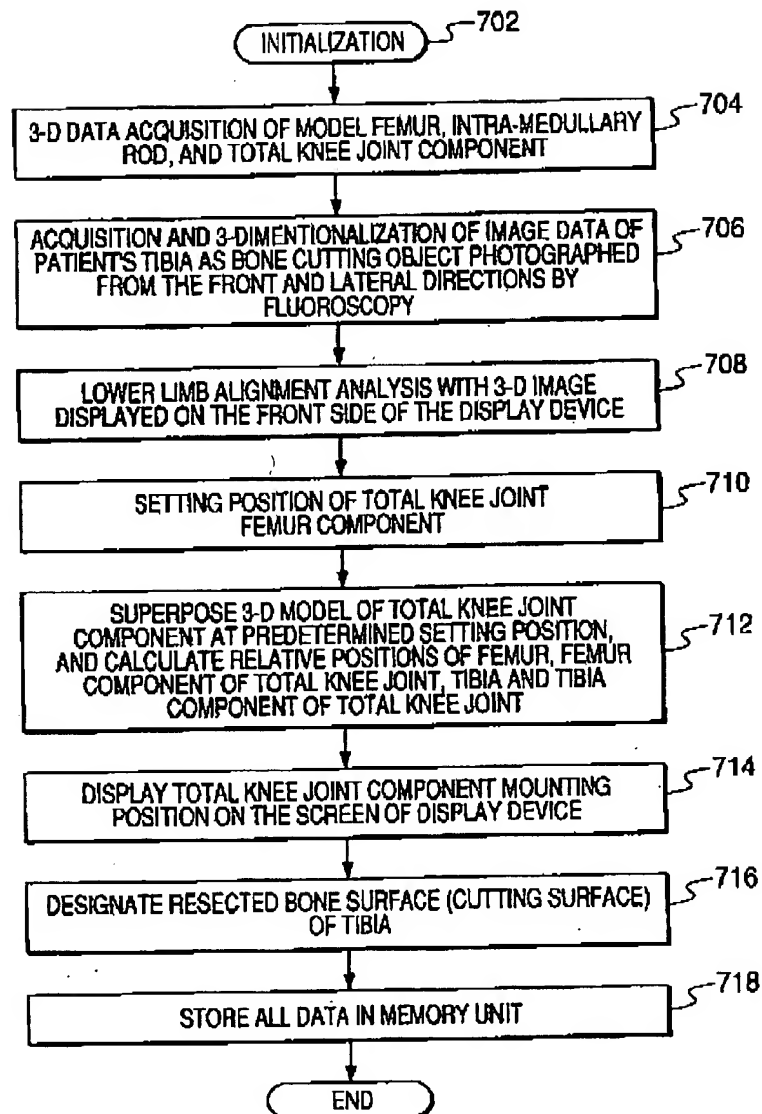 INITIALIZATION
702
3-D DATA ACQUISITION OF MODEL FEMUR, INTRA-MEDULLARY
ROD, AND TOTAL KNEE JOINT COMPONENT
704
ACQUISITION AND 3-DIMENTIONALIZATION OF IMAGE DATA OF
PATIENT'S TIBIA AS BONE CUTTING OBJECT PHOTOGRAPHED
FROM THE FRONT AND LATERAL DIRECTIONS BY
FLUOROSCOPY
706
LOWER LIMB ALIGNMENT ANALYSIS WITH 3-D IMAGE
DISPLAYED ON THE FRONT SIDE OF THE DISPLAY DEVICE
708
SETTING POSITION OF TOTAL KNEE JOINT
FEMUR COMPONENT
710
SUPERPOSE 3-D MODEL OF TOTAL KNEE JOINT
COMPONENT AT PREDETERMINED SETTING POSITION,
AND CALCULATE RELATIVE POSITIONS OF FEMUR, FEMUR
COMPONENT OF TOTAL KNEE JOINT, TIBIA AND TIBIA
COMPONENT OF TOTAL KNEE JOINT
712
DISPLAY TOTAL KNEE JOINT COMPONENT MOUNTING
POSITION ON THE SCREEN OF DISPLAY DEVICE
714
DESIGNATE RESECTED BONE SURFACE (CUTTING SURFACE)
OF TIBIA
716
STORE ALL DATA IN MEMORY UNIT
718
END